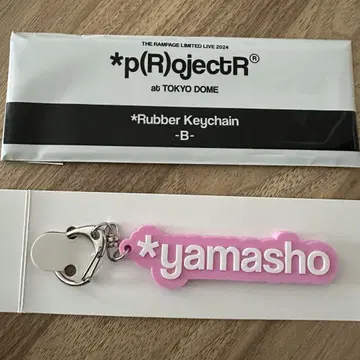 THE RAMPAGE LIMITED LIVE 2024
*p(R)ojectR®
at TOKYO DOME
*Rubber Keychain
-B-
*yamasho